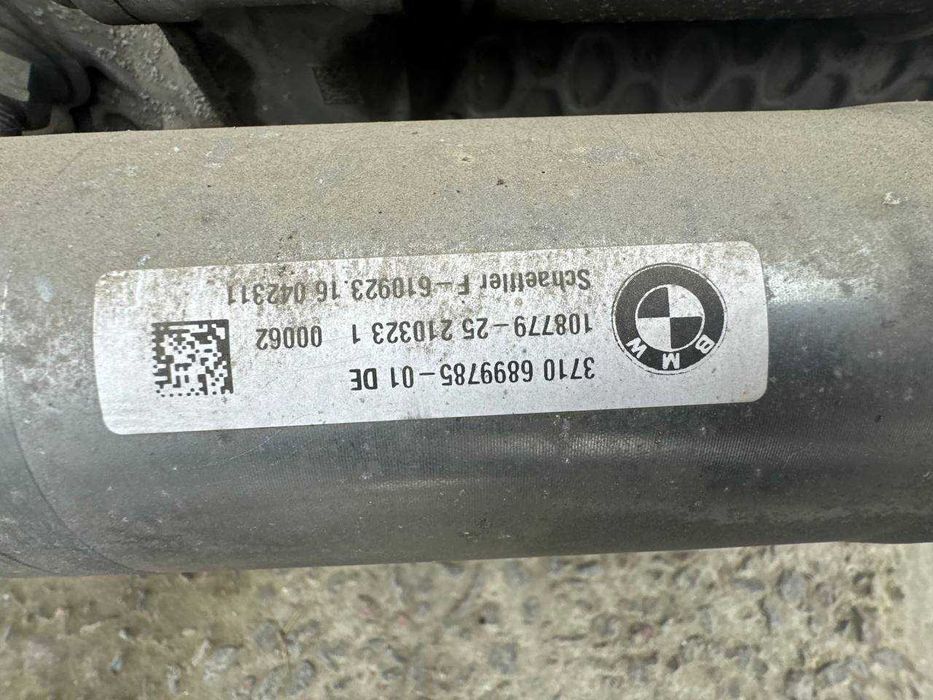 BMW
3710 6899785-01 DE
108779-25 210323 1 00062
Schaeffler F-610923.16 042311